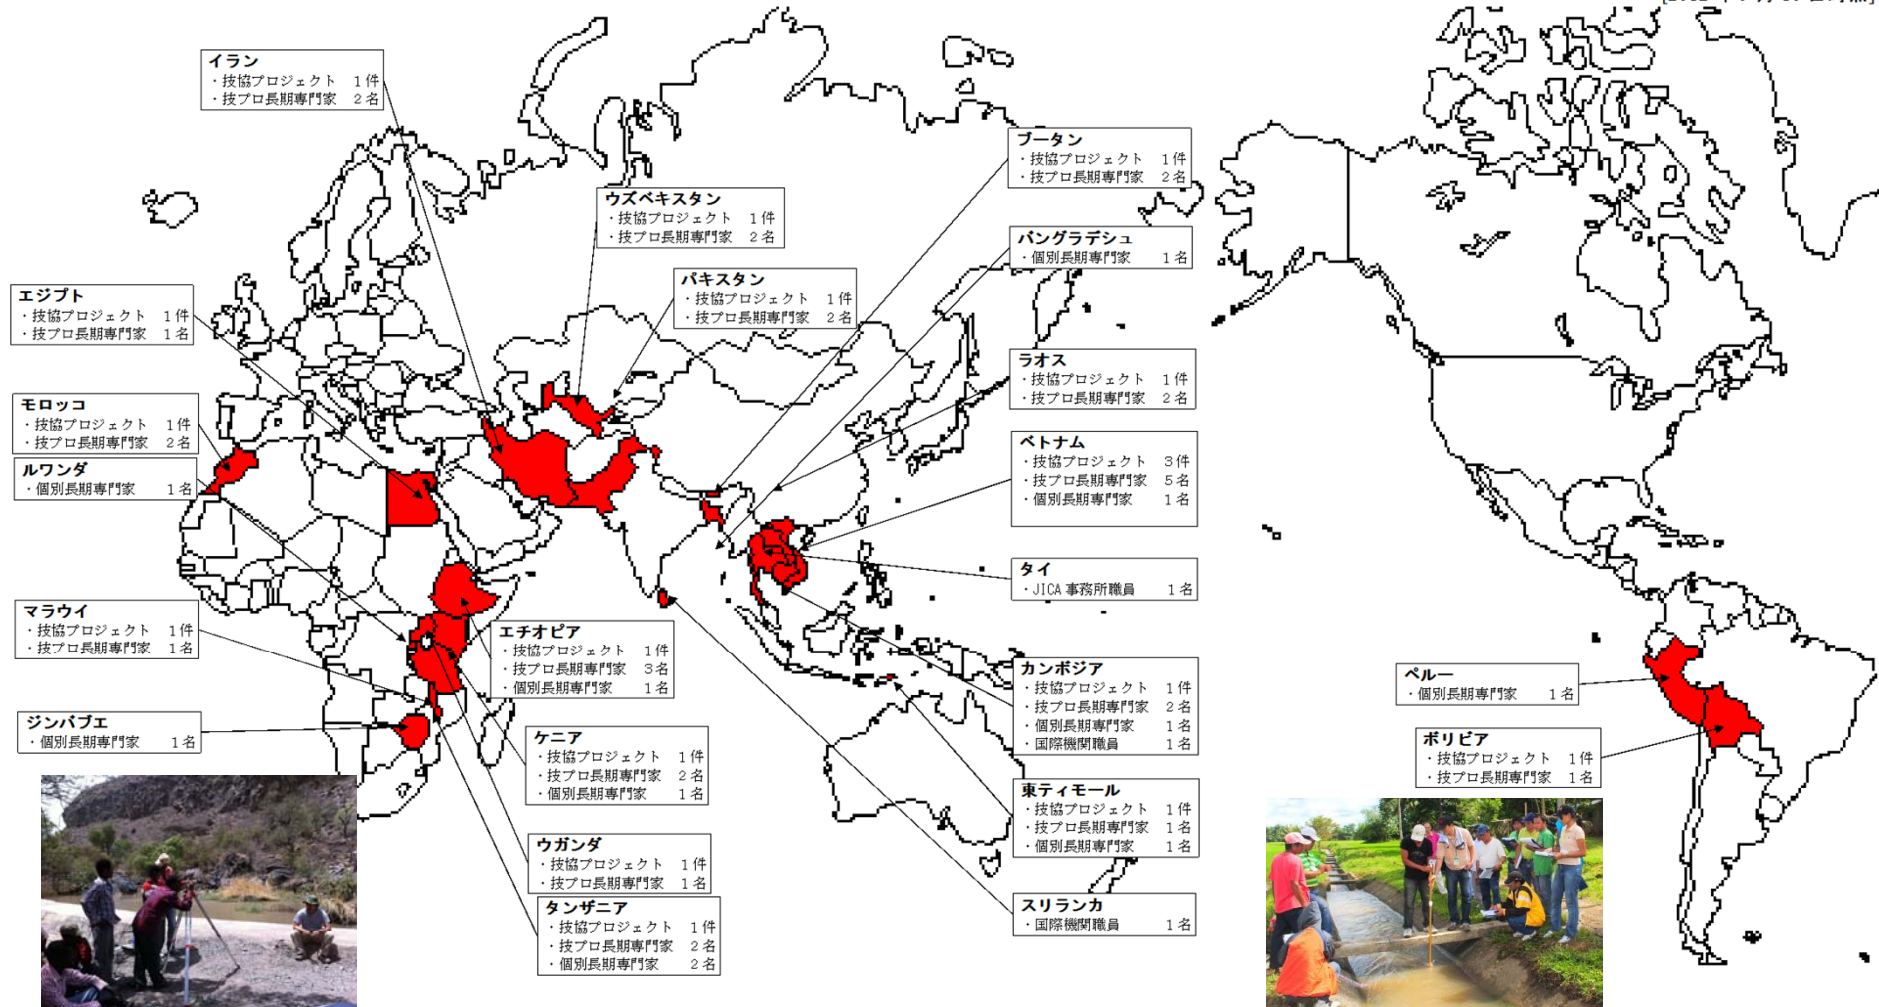 イラン
・技協プロジェクト 1件
・技プロ長期専門家 2名
ウズベキスタン
・技協プロジェクト 1件
・技プロ長期専門家 2名
パキスタン
・技協プロジェクト 1件
・技プロ長期専門家 2名
エジプト
・技協プロジェクト 1件
・技プロ長期専門家 1名
モロッコ
・技協プロジェクト 1件
・技プロ長期専門家 2名
ルワンダ
・個別長期専門家 1名
マラウイ
・技協プロジェクト 1件
・技プロ長期専門家 1名
ジンバブエ
・個別長期専門家 1名
エチオピア
・技協プロジェクト 1件
・技プロ長期専門家 3名
・個別長期専門家 1名
ケニア
・技協プロジェクト 1件
・技プロ長期専門家 2名
・個別長期専門家 1名
ウガンダ
・技協プロジェクト 1件
・技プロ長期専門家 1名
タンザニア
・技協プロジェクト 1件
・技プロ長期専門家 2名
・個別長期専門家 2名
ブータン
・技協プロジェクト 1件
・技プロ長期専門家 2名
バングラデシュ
・個別長期専門家 1名
ラオス
・技協プロジェクト 1件
・技プロ長期専門家 2名
ベトナム
・技協プロジェクト 3件
・技プロ長期専門家 5名
・個別長期専門家 1名
タイ
・JICA事務所職員 1名
カンボジア
・技協プロジェクト 1件
・技プロ長期専門家 2名
・個別長期専門家 1名
・国際機関職員 1名
東ティモール
・技協プロジェクト 1件
・技プロ長期専門家 1名
・個別長期専門家 1名
スリランカ
・国際機関職員 1名
ペルー
・個別長期専門家 1名
ボリビア
・技協プロジェクト 1件
・技プロ長期専門家 1名